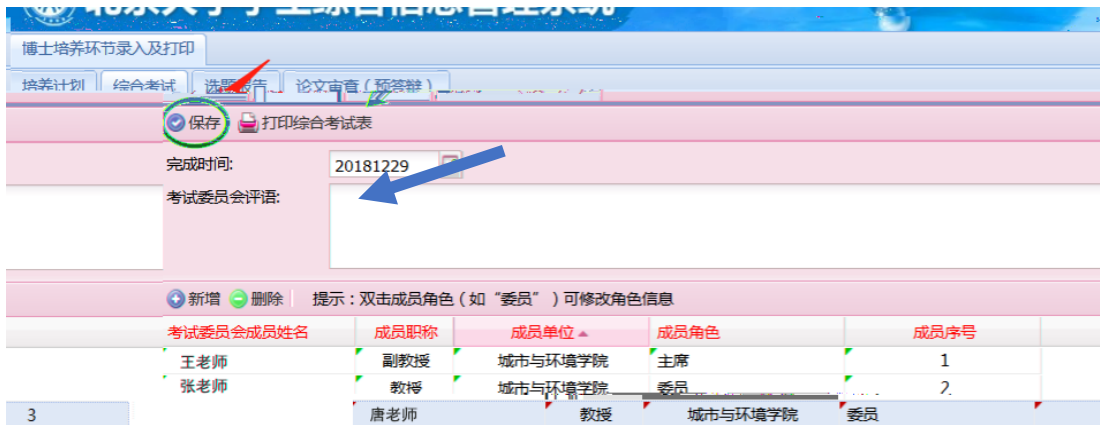 博士培养环节录入及打印
培养计划 综合考试 选题报告 论文审查（预答辩）
保存 打印综合考试表
完成时间: 20181229
考试委员会评语:
新增 删除 提示：双击成员角色（如“委员”）可修改角色信息
考试委员会成员姓名 成员职称 成员单位 成员角色 成员序号
王老师 副教授 城市与环境学院 主席 1
张老师 教授 城市与环境学院 委员 2
3 唐老师 教授 城市与环境学院 委员